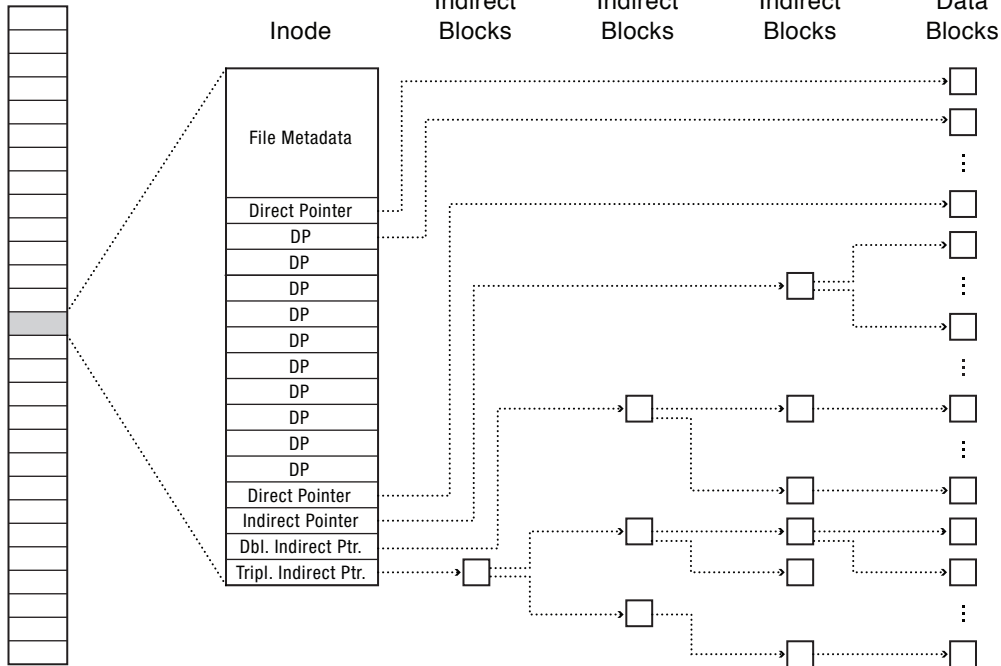 Inode
Indirect
Blocks
Indirect
Blocks
Indirect
Blocks
Data
Blocks
File Metadata
Direct Pointer
DP
DP
DP
DP
DP
DP
DP
DP
DP
DP
Direct Pointer
Indirect Pointer
Dbl. Indirect Ptr.
Tripl. Indirect Ptr.